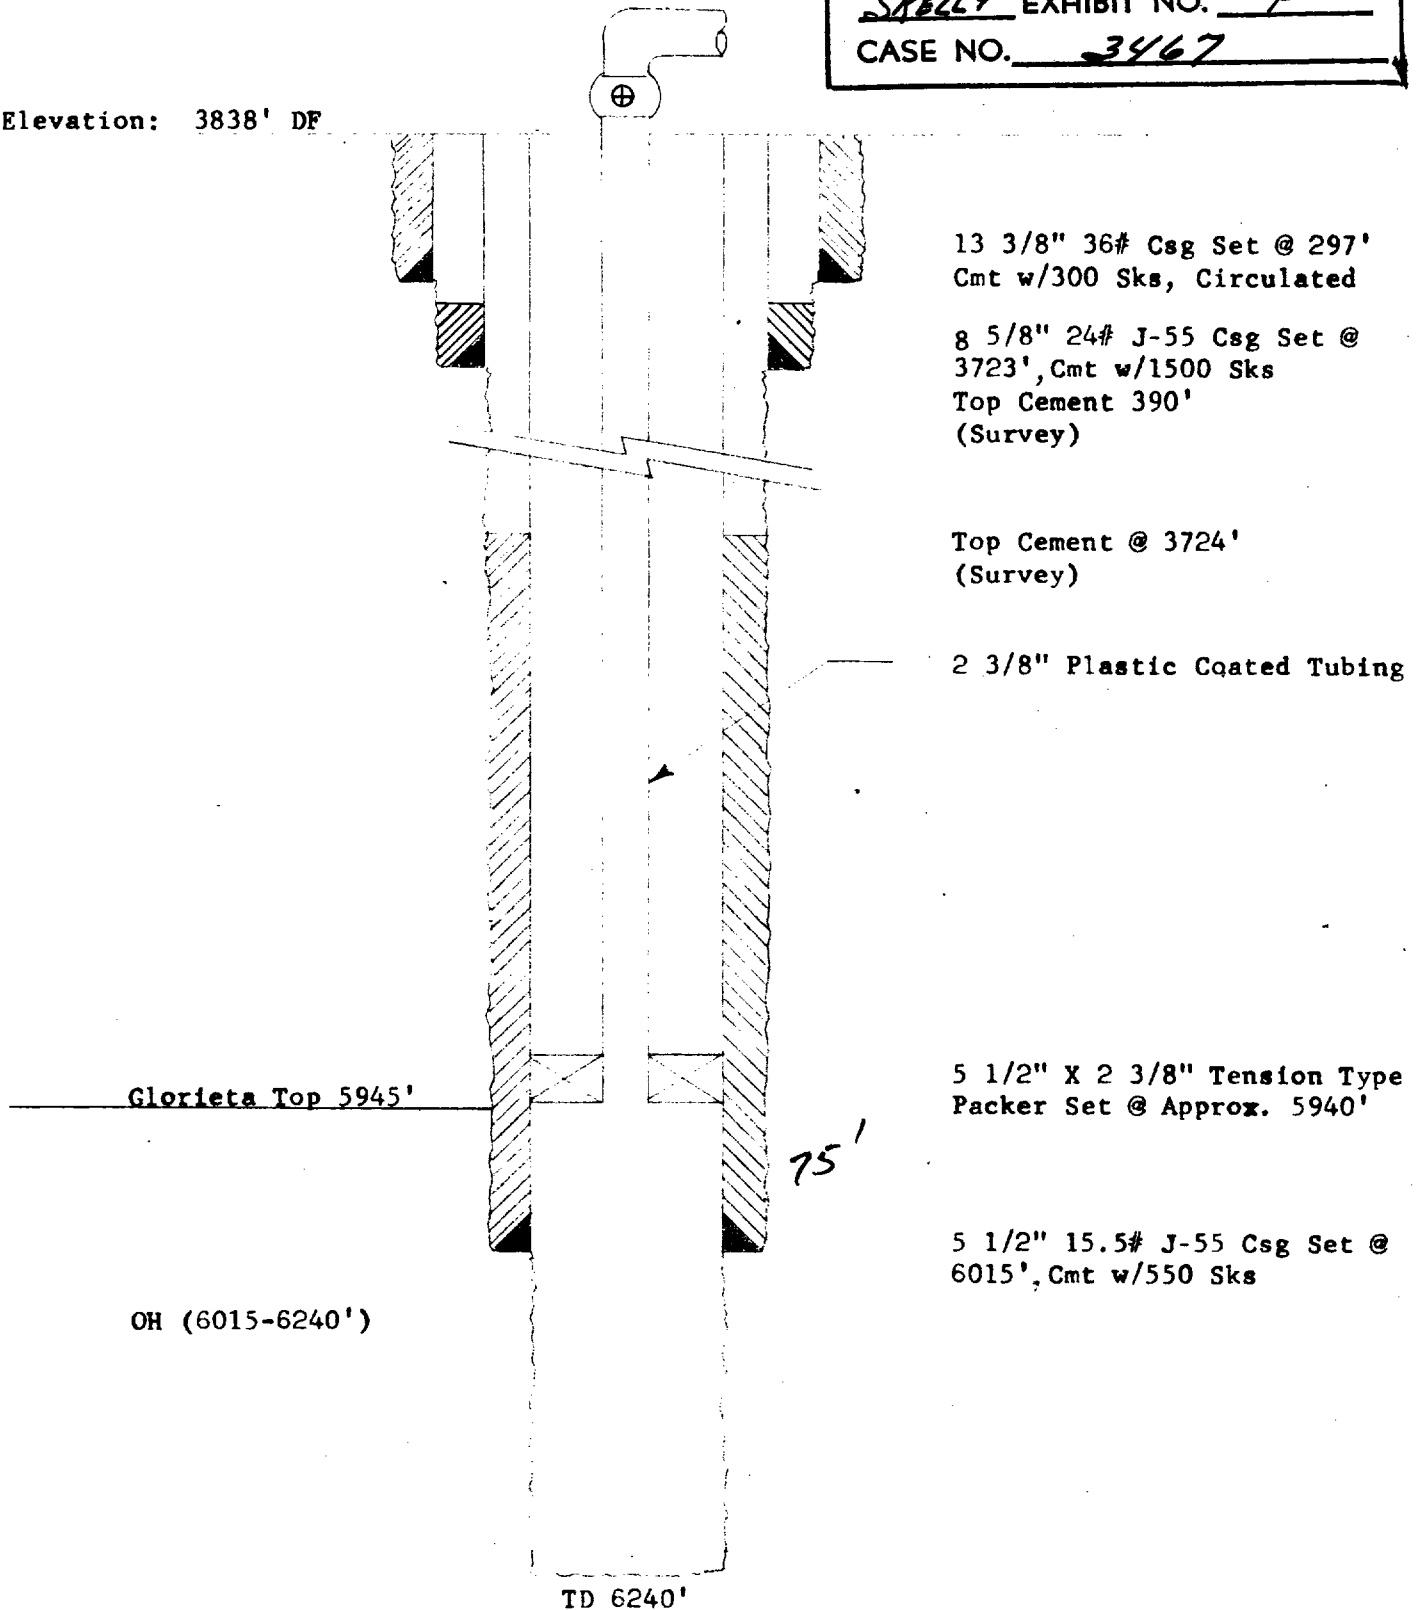 SKELLY EXHIBIT NO.
CASE NO. 3467
Elevation: 3838' DF
13 3/8" 36# Csg Set @ 297'
Cmt w/300 Sks, Circulated
8 5/8" 24# J-55 Csg Set @
3723', Cmt w/1500 Sks
Top Cement 390'
(Survey)
Top Cement @ 3724'
(Survey)
2 3/8" Plastic Coated Tubing
5 1/2" X 2 3/8" Tension Type
Packer Set @ Approx. 5940'
Glorieta Top 5945'
75'
5 1/2" 15.5# J-55 Csg Set @
6015', Cmt w/550 Sks
OH (6015-6240')
TD 6240'